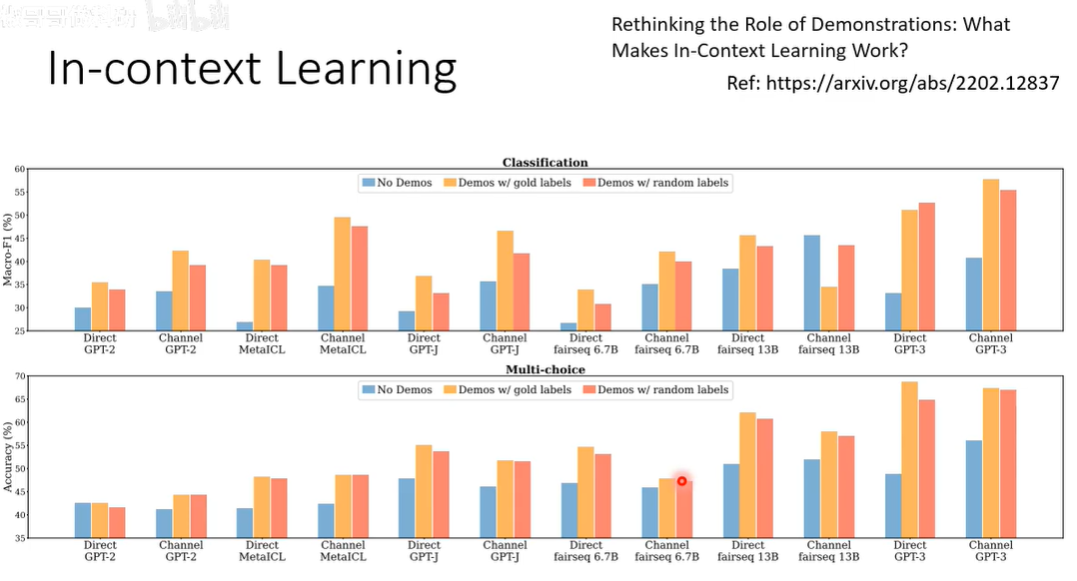 bilibili
In-context Learning
Rethinking the Role of Demonstrations: What
Makes In-Context Learning Work?
Ref: https://arxiv.org/abs/2202.12837
Classification
No Demos Demos w/ gold labels Demos w/ random labels
Macro-F1 (%)
60
55
50
45
40
35
30
25
Direct Channel Direct Channel Direct Channel Direct Channel Direct Channel Direct Channel
GPT-2 GPT-2 MetaICL MetaICL GPT-J GPT-J fairseq 6.7B fairseq 6.7B fairseq 13B fairseq 13B GPT-3 GPT-3
Multi-choice
No Demos Demos w/ gold labels Demos w/ random labels
Accuracy (%)
70
65
60
55
50
45
40
35
Direct Channel Direct Channel Direct Channel Direct Channel Direct Channel Direct Channel
GPT-2 GPT-2 MetaICL MetaICL GPT-J GPT-J fairseq 6.7B fairseq 6.7B fairseq 13B fairseq 13B GPT-3 GPT-3